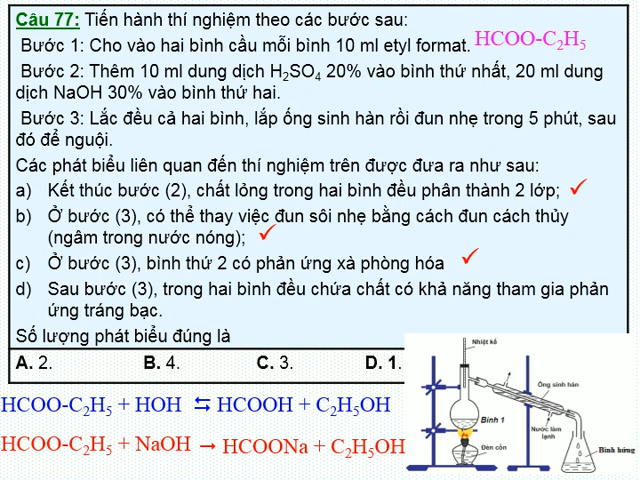 Câu 77: Tiến hành thí nghiệm theo các bước sau:
Bước 1: Cho vào hai bình cầu mỗi bình 10 ml etyl format. HCOO-C₂H₅
Bước 2: Thêm 10 ml dung dịch H₂SO₄ 20% vào bình thứ nhất, 20 ml dung
dịch NaOH 30% vào bình thứ hai.
Bước 3: Lắc đều cả hai bình, lắp ống sinh hàn rồi đun nhẹ trong 5 phút, sau
đó để nguội.
Các phát biểu liên quan đến thí nghiệm trên được đưa ra như sau:
a) Kết thúc bước (2), chất lỏng trong hai bình đều phân thành 2 lớp; ✓
b) Ở bước (3), có thể thay việc đun sôi nhẹ bằng cách đun cách thủy
(ngâm trong nước nóng); ✓
c) Ở bước (3), bình thứ 2 có phản ứng xà phòng hóa ✓
d) Sau bước (3), trong hai bình đều chứa chất có khả năng tham gia phản
ứng tráng bạc.
Số lượng phát biểu đúng là
A. 2. B. 4. C. 3. D. 1.
HCOO-C₂H₅ + HOH ⇆ HCOOH + C₂H₅OH
HCOO-C₂H₅ + NaOH → HCOONa + C₂H₅OH
Nhiệt kế
Ống sinh hàn
Bình 1
Nước làm
lạnh
Đèn cồn
Bình hứng